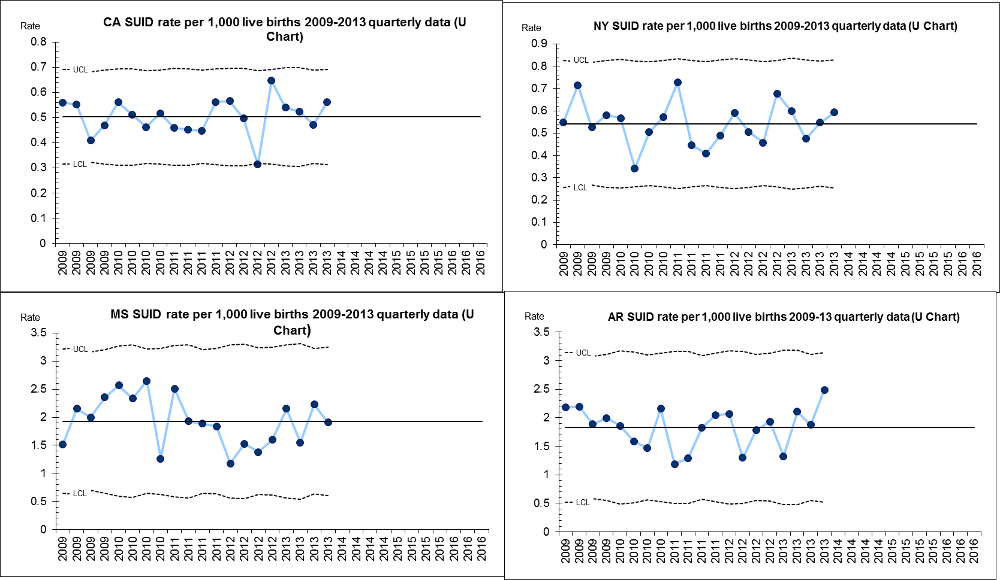 CA SUID rate per 1,000 live births 2009-2013 quarterly data (U
Chart)
Rate
0.8
0.7
0.6
0.5
0.4
0.3
0.2
0.1
0
UCL
LCL
2009 2009 2009 2009 2010 2010 2010 2010 2011 2011 2011 2011 2012 2012 2012 2012 2013 2013 2013 2013 2014 2014 2014 2014 2015 2015 2015 2015 2016 2016 2016
NY SUID rate per 1,000 live births 2009-2013 quarterly data (U Chart)
Rate
0.9
0.8
0.7
0.6
0.5
0.4
0.3
0.2
0.1
0
UCL
LCL
2009 2009 2009 2009 2010 2010 2010 2010 2011 2011 2011 2011 2012 2012 2012 2012 2013 2013 2013 2013 2014 2014 2014 2014 2015 2015 2015 2015 2016 2016
MS SUID rate per 1,000 live births 2009-2013 quarterly data (U
Chart)
Rate
3.5
3
2.5
2
1.5
1
0.5
0
UCL
LCL
2009 2009 2009 2009 2010 2010 2010 2010 2011 2011 2011 2011 2012 2012 2012 2012 2013 2013 2013 2013 2014 2014 2014 2014 2015 2015 2015 2015 2016 2016 2016
AR SUID rate per 1,000 live births 2009-13 quarterly data (U Chart)
Rate
3.5
3
2.5
2
1.5
1
0.5
0
UCL
LCL
2009 2009 2009 2009 2010 2010 2010 2010 2011 2011 2011 2011 2012 2012 2012 2012 2013 2013 2013 2013 2014 2014 2014 2014 2015 2015 2015 2015 2016 2016 2016